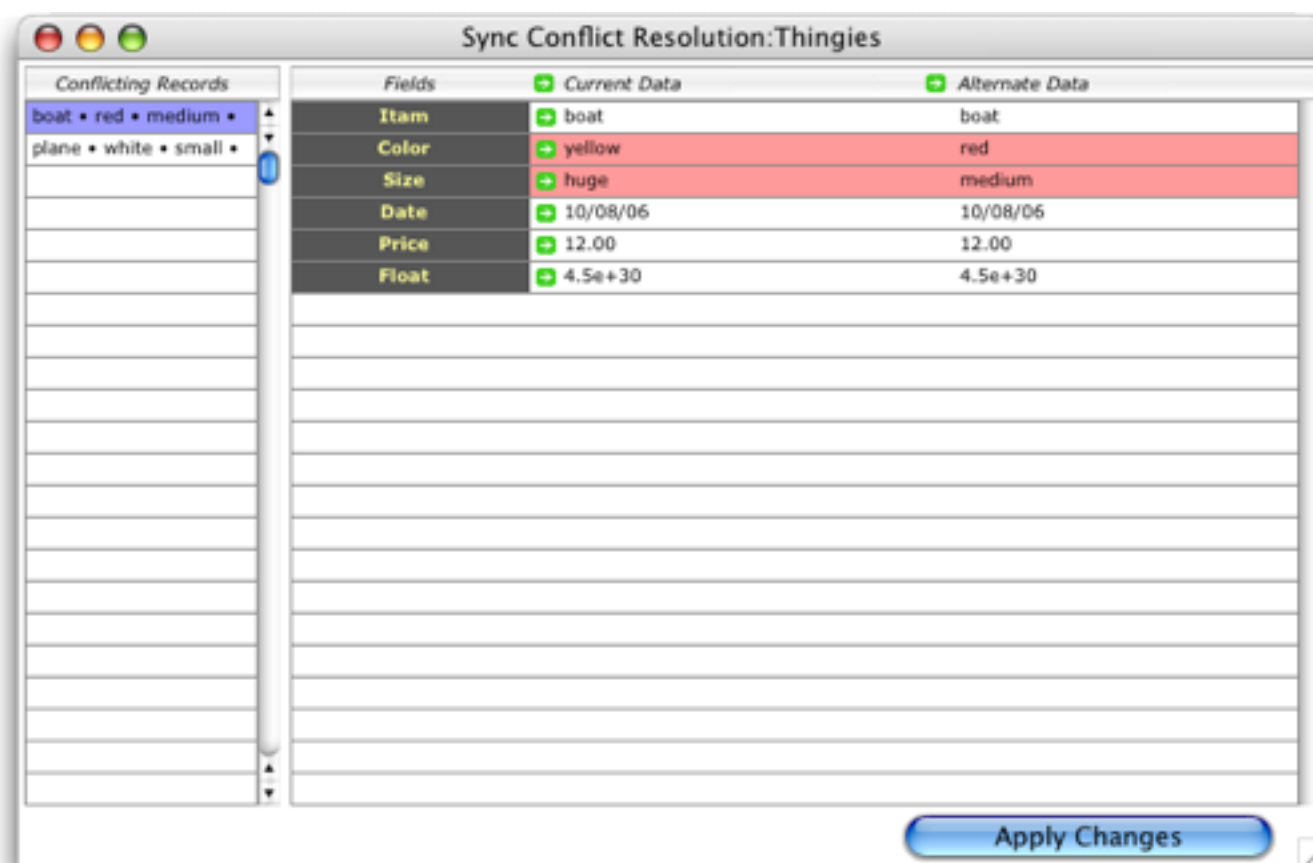 Sync Conflict Resolution:Thingies
Conflicting Records Fields Current Data Alternate Data
boat • red • medium • Itam boat boat
plane • white • small • Color yellow red
Size huge medium
Date 10/08/06 10/08/06
Price 12.00 12.00
Float 4.5e+30 4.5e+30
Apply Changes